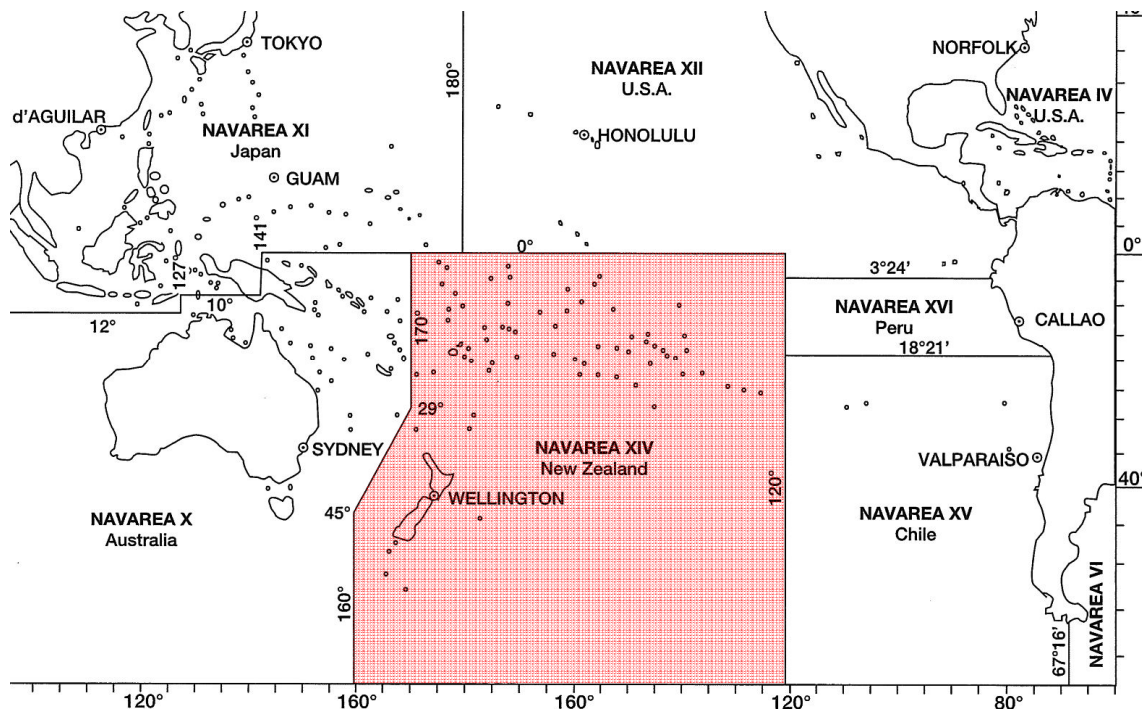 TOKYO
NORFOLK
40°
180°
NAVAREA XII
U.S.A.
NAVAREA IV
U.S.A.
d'AGUILAR
NAVAREA XI
Japan
HONOLULU
GUAM
141°
127°
0°
0°
3°24'
10°
12°
NAVAREA XVI
Peru
CALLAO
170°
18°21'
29°
SYDNEY
NAVAREA XIV
New Zealand
VALPARAISO
120°
WELLINGTON
40°
45°
NAVAREA X
Australia
NAVAREA XV
Chile
160°
NAVAREA VI
67°16'
120°
160°
160°
120°
80°